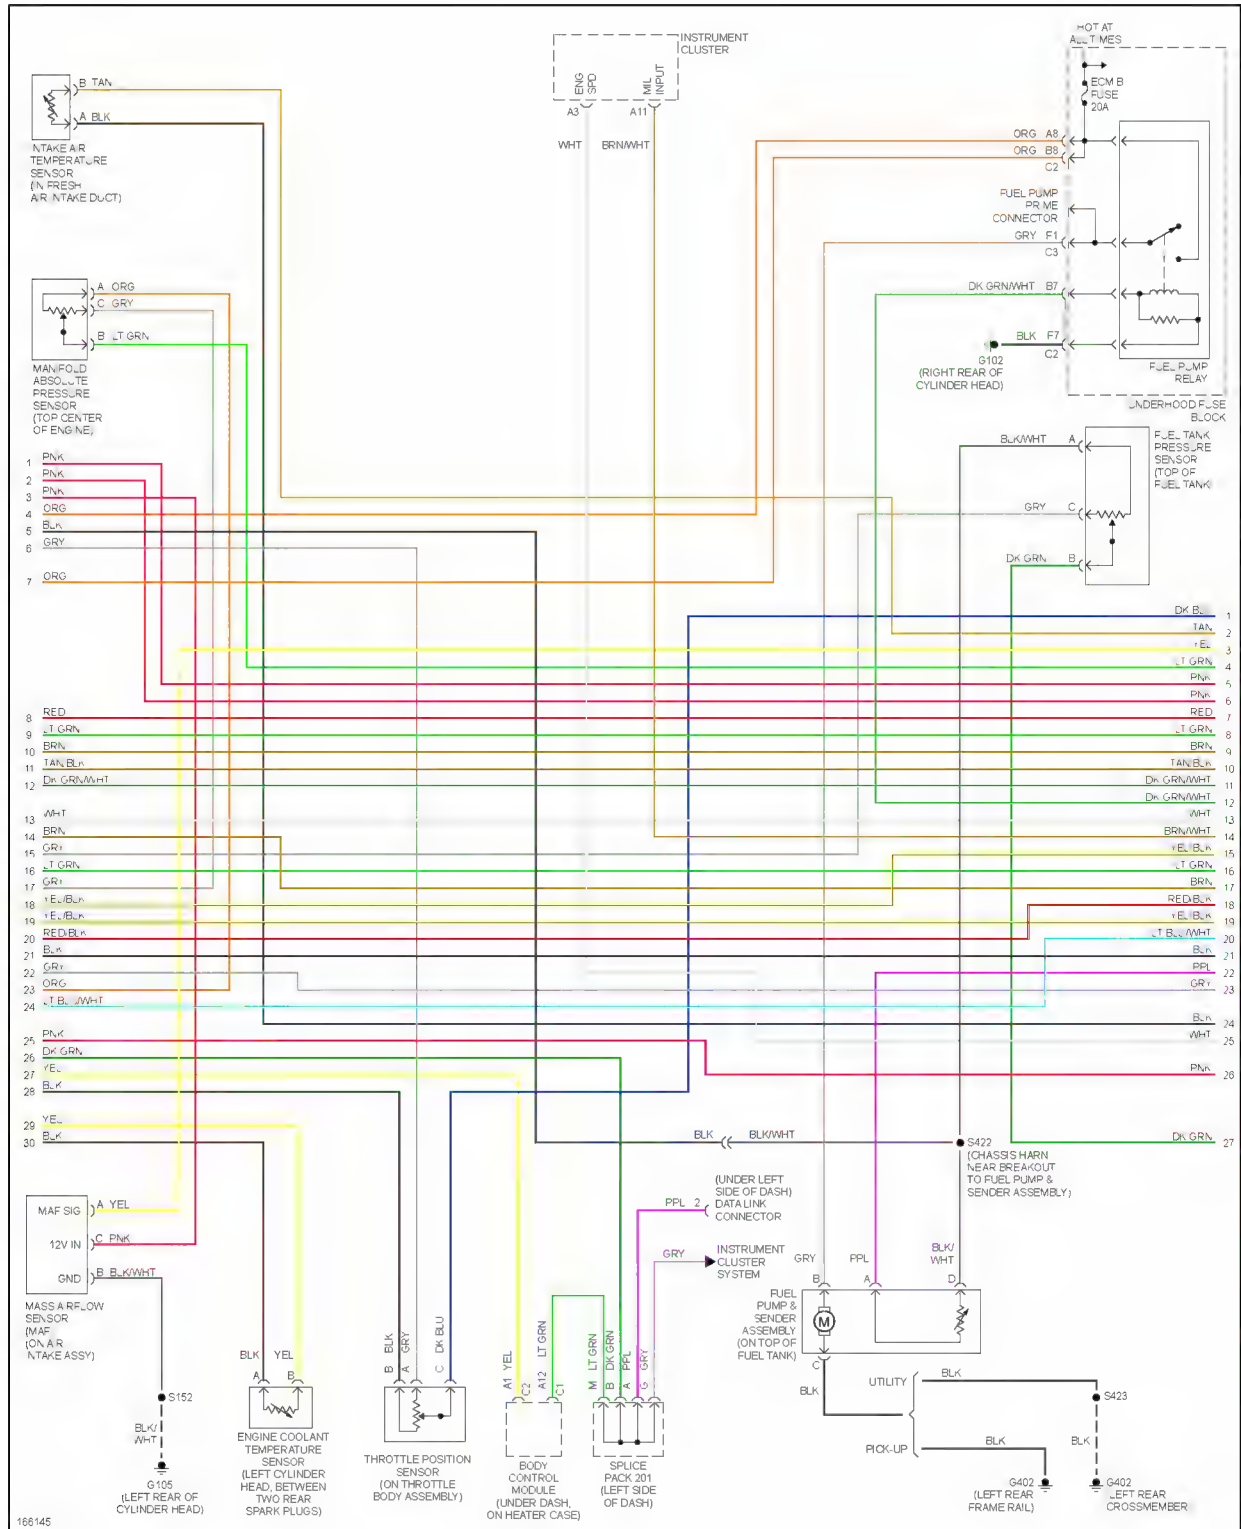 HOT AT
ALL TIMES
INSTRUMENT
CLUSTER
ENG
SPD
MIL
INPUT
A3
A11
WHT
BRN/WHT
ECM B
FUSE
20A
B TAN
A BLK
INTAKE AIR
TEMPERATURE
SENSOR
(IN FRESH
AIR INTAKE DUCT)
ORG A8
ORG B8
C2
FUEL PUMP
PRIME
CONNECTOR
GRY F1
C3
DK GRN/WHT B7
BLK F7
C2
G102
(RIGHT REAR OF
CYLINDER HEAD)
FUEL PUMP
RELAY
UNDERHOOD FUSE
BLOCK
A ORG
C GRY
B LT GRN
MANIFOLD
ABSOLUTE
PRESSURE
SENSOR
(TOP CENTER
OF ENGINE)
BLK/WHT A
GRY C
DK GRN B
FUEL TANK
PRESSURE
SENSOR
(TOP OF
FUEL TANK)
1 PNK
2 PNK
3 PNK
4 ORG
5 BLK
6 GRY
7 ORG
8 RED
9 LT GRN
10 BRN
11 TAN/BLK
12 DK GRN/WHT
13 WHT
14 BRN
15 GRY
16 LT GRN
17 GRY
18 YEL/BLK
19 YEL/BLK
20 RED/BLK
21 BLK
22 GRY
23 ORG
24 LT BLU/WHT
25 PNK
26 DK GRN
27 YEL
28 BLK
29 YEL
30 BLK
DK BLU 1
TAN 2
YEL 3
LT GRN 4
PNK 5
PNK 6
RED 7
LT GRN 8
BRN 9
TAN/BLK 10
DK GRN/WHT 11
DK GRN/WHT 12
WHT 13
BRN/WHT 14
YEL/BLK 15
LT GRN 16
BRN 17
RED/BLK 18
YEL/BLK 19
LT BLU/WHT 20
BLK 21
PPL 22
GRY 23
BLK 24
WHT 25
PNK 26
DK GRN 27
BLK
BLK/WHT
S422
(CHASSIS HARN
NEAR BREAKOUT
TO FUEL PUMP &
SENDER ASSEMBLY)
MAF SIG
A YEL
12V IN
C PNK
GND
B BLK/WHT
MASS AIRFLOW
SENSOR
(MAF
(ON AIR
INTAKE ASSY)
S152
BLK/
WHT
G105
(LEFT REAR OF
CYLINDER HEAD)
BLK
YEL
A
B
ENGINE COOLANT
TEMPERATURE
SENSOR
(LEFT CYLINDER
HEAD, BETWEEN
TWO REAR
SPARK PLUGS)
B BLK
A GRY
C DK BLU
THROTTLE POSITION
SENSOR
(ON THROTTLE
BODY ASSEMBLY)
A1 YEL
C2
A12 LT GRN
C1
BODY
CONTROL
MODULE
(UNDER DASH,
ON HEATER CASE)
M LT GRN
B DK GRN
A PPL
G GRY
SPLICE
PACK 201
(LEFT SIDE
OF DASH)
PPL 2
(UNDER LEFT
SIDE OF DASH)
DATA LINK
CONNECTOR
GRY
INSTRUMENT
CLUSTER
SYSTEM
GRY
PPL
BLK/
WHT
B
A
D
FUEL
PUMP &
SENDER
ASSEMBLY
(ON TOP OF
FUEL TANK)
M
C
BLK
UTILITY
BLK
S423
PICK-UP
BLK
BLK
G402
(LEFT REAR
FRAME RAIL)
G402
LEFT REAR
CROSSMEMBER
166145